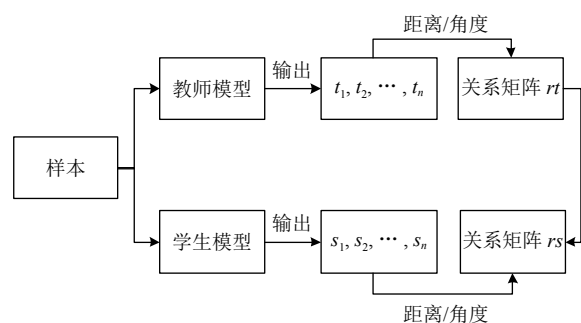 距离/角度
输出
教师模型
t₁, t₂, ⋯ , tₙ
关系矩阵 rt
样本
输出
学生模型
s₁, s₂, ⋯ , sₙ
关系矩阵 rs
距离/角度